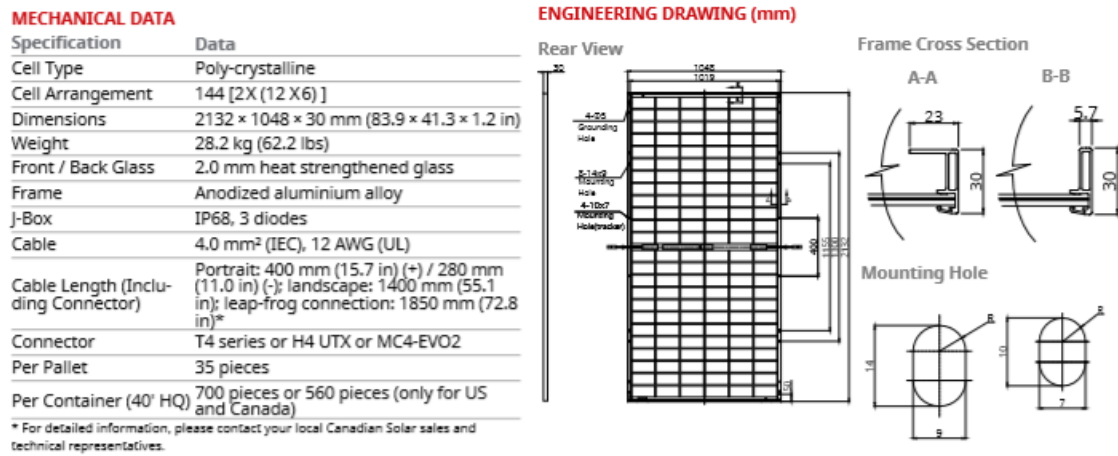 MECHANICAL DATA
Specification Data
Cell Type Poly-crystalline
Cell Arrangement 144 [2X (12 X6) ]
Dimensions 2132 × 1048 × 30 mm (83.9 × 41.3 × 1.2 in)
Weight 28.2 kg (62.2 lbs)
Front / Back Glass 2.0 mm heat strengthened glass
Frame Anodized aluminium alloy
J-Box IP68, 3 diodes
Cable 4.0 mm² (IEC), 12 AWG (UL)
Cable Length (Inclu-
ding Connector)
Portrait: 400 mm (15.7 in) (+) / 280 mm
(11.0 in) (-); landscape: 1400 mm (55.1
in); leap-frog connection: 1850 mm (72.8
in)*
Connector T4 series or H4 UTX or MC4-EVO2
Per Pallet 35 pieces
Per Container (40' HQ)
700 pieces or 560 pieces (only for US
and Canada)
* For detailed information, please contact your local Canadian Solar sales and
technical representatives.
ENGINEERING DRAWING (mm)
Rear View
30
1048
1019
Grounding
Hole
8-14x9
Mounting
Hole
4-10x7
Mounting
Hole(tracker)
400
1155
2132
Frame Cross Section
A-A
B-B
23
30
5.7
30
Mounting Hole
R
14
9
R
10
7